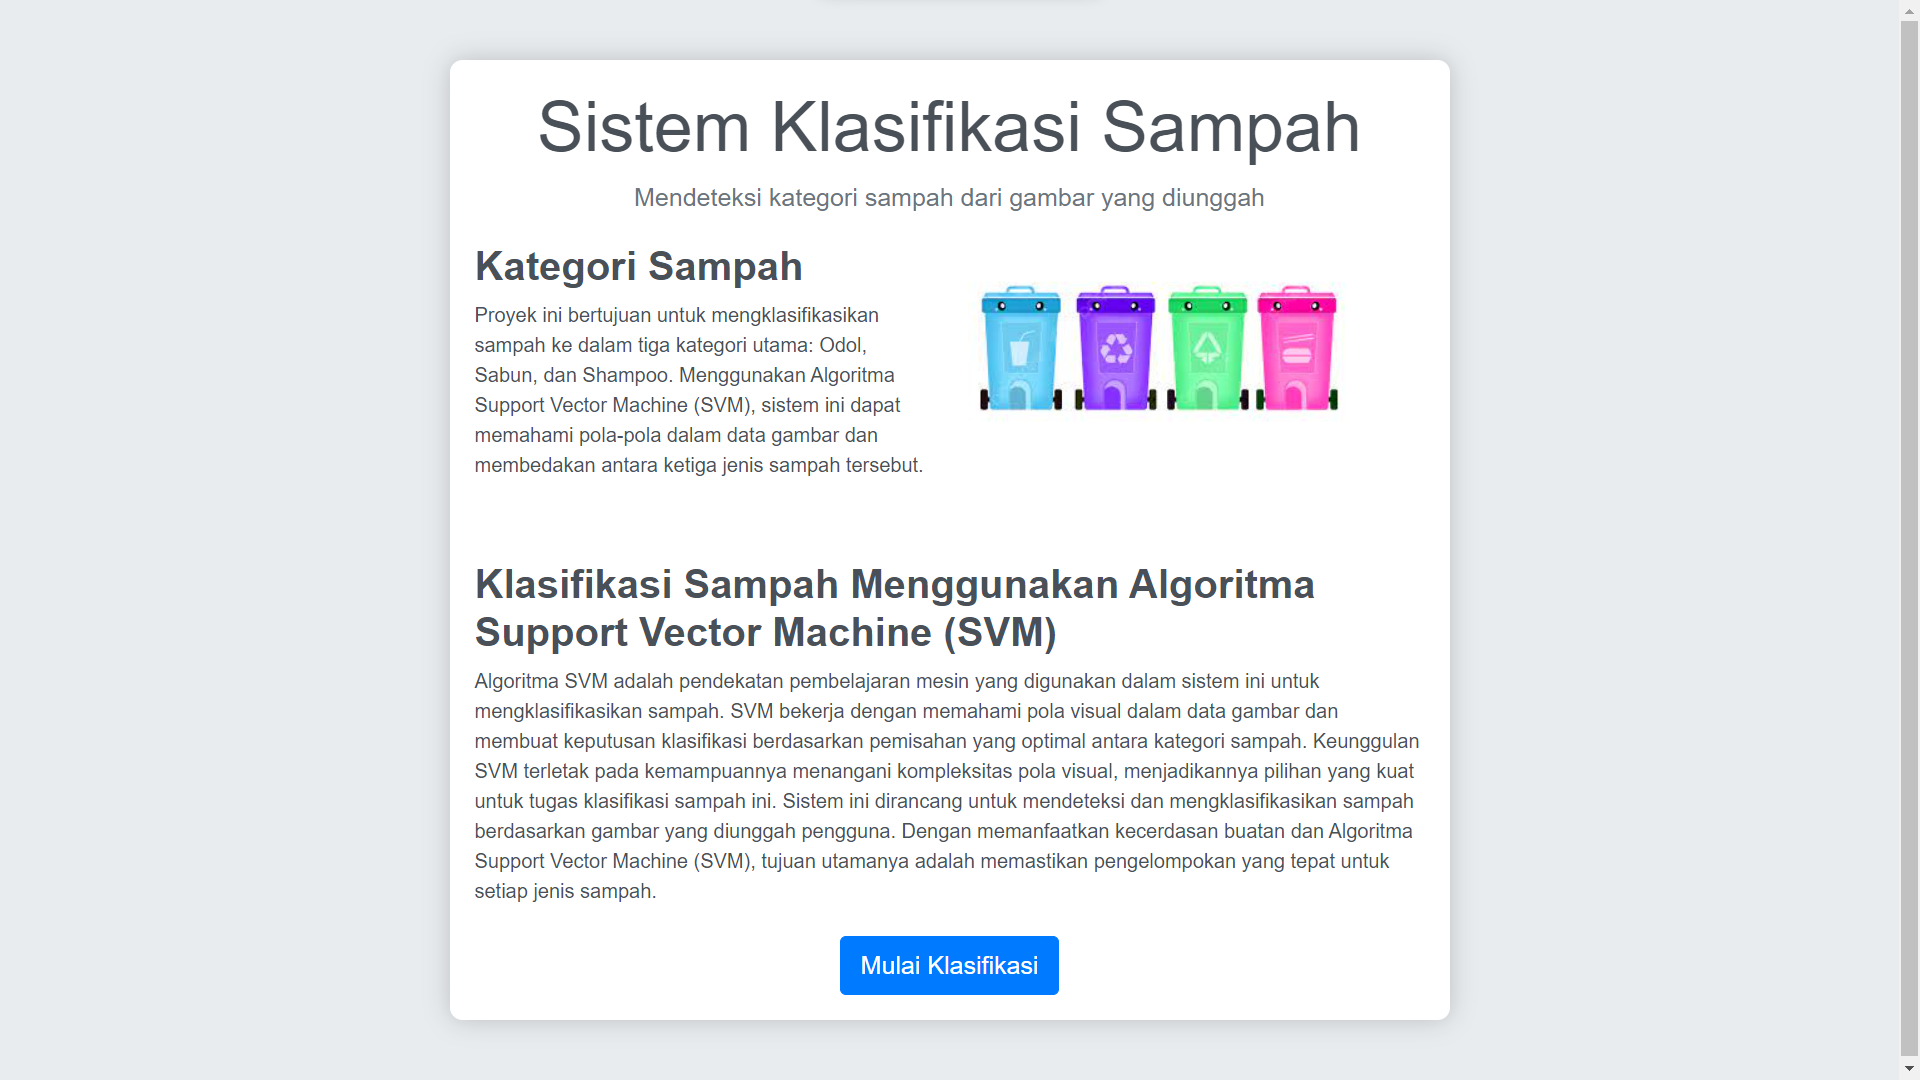 Sistem Klasifikasi Sampah
Mendeteksi kategori sampah dari gambar yang diunggah
Kategori Sampah
Proyek ini bertujuan untuk mengklasifikasikan
sampah ke dalam tiga kategori utama: Odol,
Sabun, dan Shampoo. Menggunakan Algoritma
Support Vector Machine (SVM), sistem ini dapat
memahami pola-pola dalam data gambar dan
membedakan antara ketiga jenis sampah tersebut.
Klasifikasi Sampah Menggunakan Algoritma
Support Vector Machine (SVM)
Algoritma SVM adalah pendekatan pembelajaran mesin yang digunakan dalam sistem ini untuk
mengklasifikasikan sampah. SVM bekerja dengan memahami pola visual dalam data gambar dan
membuat keputusan klasifikasi berdasarkan pemisahan yang optimal antara kategori sampah. Keunggulan
SVM terletak pada kemampuannya menangani kompleksitas pola visual, menjadikannya pilihan yang kuat
untuk tugas klasifikasi sampah ini. Sistem ini dirancang untuk mendeteksi dan mengklasifikasikan sampah
berdasarkan gambar yang diunggah pengguna. Dengan memanfaatkan kecerdasan buatan dan Algoritma
Support Vector Machine (SVM), tujuan utamanya adalah memastikan pengelompokan yang tepat untuk
setiap jenis sampah.
Mulai Klasifikasi